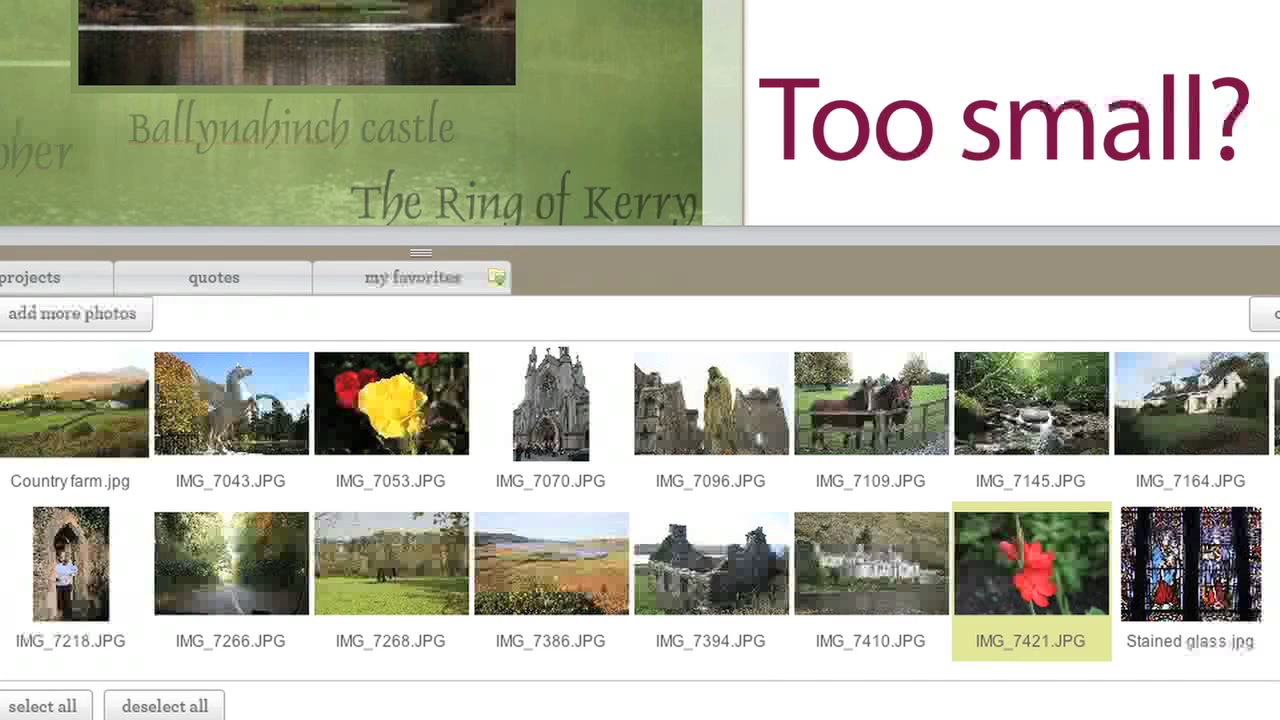 Too small?
Ballynahinch castle
pher
The Ring of Kerry
projects
quotes
my favorites
add more photos
Country farm.jpg
IMG_7043.JPG
IMG_7053.JPG
IMG_7070.JPG
IMG_7096.JPG
IMG_7109.JPG
IMG_7145.JPG
IMG_7164.JPG
IMG_7218.JPG
IMG_7266.JPG
IMG_7268.JPG
IMG_7386.JPG
IMG_7394.JPG
IMG_7410.JPG
IMG_7421.JPG
Stained glass.jpg
select all
deselect all